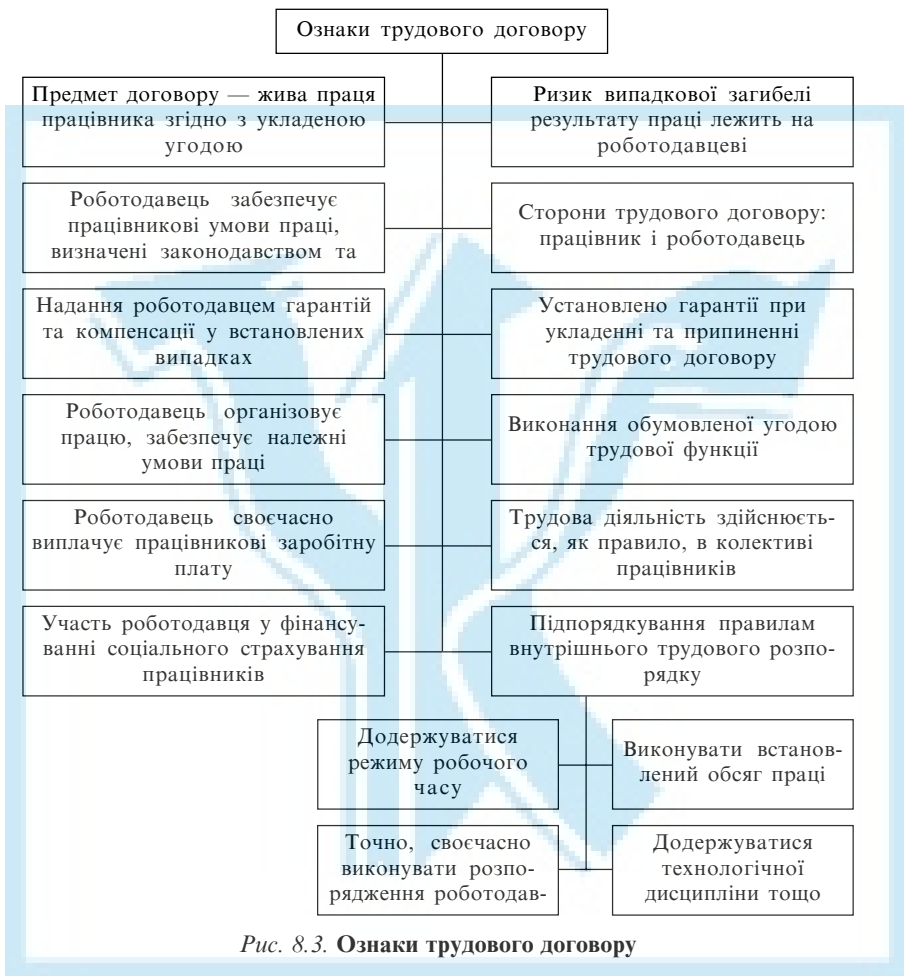 Ознаки трудового договору
Предмет договору — жива праця
працівника згідно з укладеною
угодою
Ризик випадкової загибелі
результату праці лежить на
роботодавцеві
Роботодавець забезпечує
працівникові умови праці,
визначені законодавством та
Сторони трудового договору:
працівник і роботодавець
Надання роботодавцем гарантій
та компенсації у встановлених
випадках
Установлено гарантії при
укладенні та припиненні
трудового договору
Роботодавець організовує
працю, забезпечує належні
умови праці
Виконання обумовленої угодою
трудової функції
Роботодавець своєчасно
виплачує працівникові заробітну
плату
Трудова діяльність здійснюєть-
ся, як правило, в колективі
працівників
Участь роботодавця у фінансу-
ванні соціального страхування
працівників
Підпорядкування правилам
внутрішнього трудового розпо-
рядку
Додержуватися
режиму робочого
часу
Виконувати встанов-
лений обсяг праці
Точно, своєчасно
виконувати розпо-
рядження роботодав-
Додержуватися
технологічної
дисципліни тощо
Рис. 8.3. Ознаки трудового договору